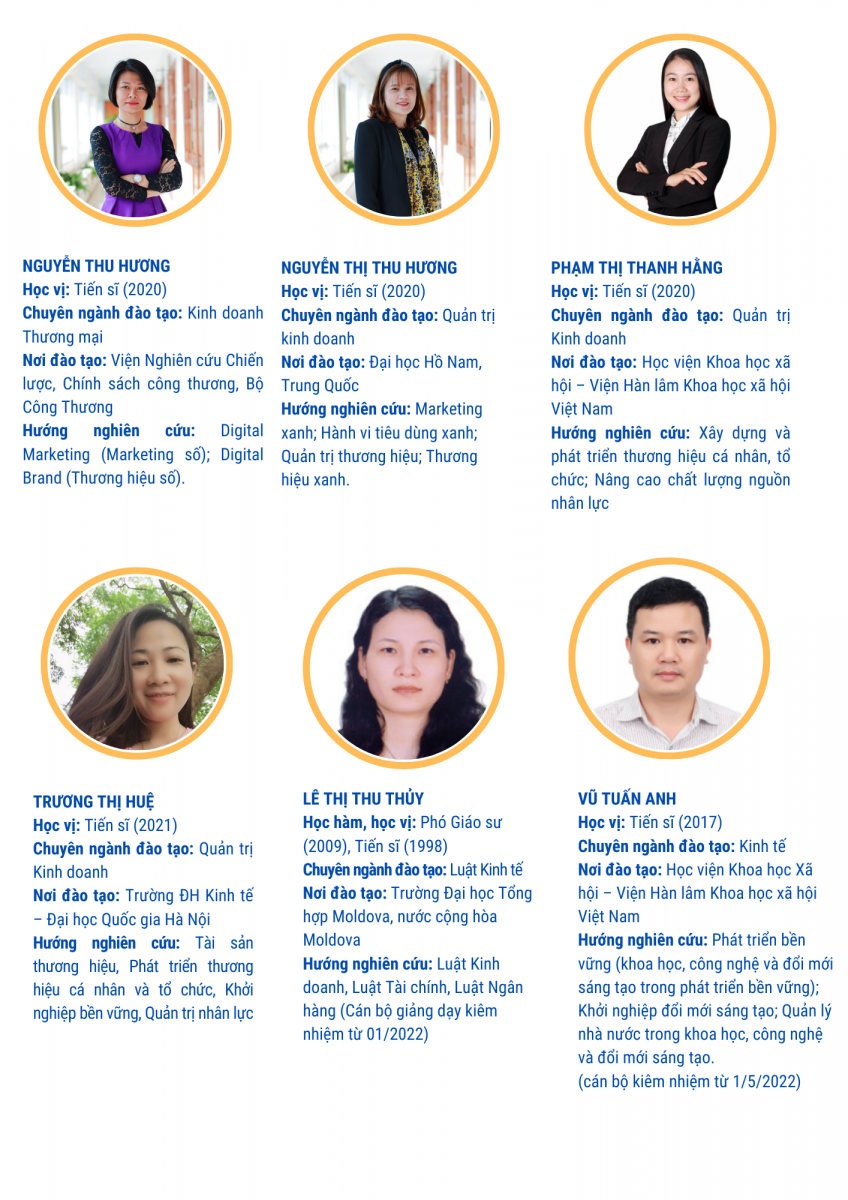 NGUYỄN THU HƯƠNG
Học vị: Tiến sĩ (2020)
Chuyên ngành đào tạo: Kinh doanh
Thương mại
Nơi đào tạo: Viện Nghiên cứu Chiến
lược, Chính sách công thương, Bộ
Công Thương
Hướng nghiên cứu: Digital
Marketing (Marketing số); Digital
Brand (Thương hiệu số).
NGUYỄN THỊ THU HƯƠNG
Học vị: Tiến sĩ (2020)
Chuyên ngành đào tạo: Quản trị
kinh doanh
Nơi đào tạo: Đại học Hồ Nam,
Trung Quốc
Hướng nghiên cứu: Marketing
xanh; Hành vi tiêu dùng xanh;
Quản trị thương hiệu; Thương
hiệu xanh.
PHẠM THỊ THANH HẰNG
Học vị: Tiến sĩ (2020)
Chuyên ngành đào tạo: Quản trị
Kinh doanh
Nơi đào tạo: Học viện Khoa học xã
hội – Viện Hàn lâm Khoa học xã hội
Việt Nam
Hướng nghiên cứu: Xây dựng và
phát triển thương hiệu cá nhân, tổ
chức; Nâng cao chất lượng nguồn
nhân lực
TRƯƠNG THỊ HUỆ
Học vị: Tiến sĩ (2021)
Chuyên ngành đào tạo: Quản trị
Kinh doanh
Nơi đào tạo: Trường ĐH Kinh tế
– Đại học Quốc gia Hà Nội
Hướng nghiên cứu: Tài sản
thương hiệu, Phát triển thương
hiệu cá nhân và tổ chức, Khởi
nghiệp bền vững, Quản trị nhân lực
LÊ THỊ THU THỦY
Học hàm, học vị: Phó Giáo sư
(2009), Tiến sĩ (1998)
Chuyên ngành đào tạo: Luật Kinh tế
Nơi đào tạo: Trường Đại học Tổng
hợp Moldova, nước cộng hòa
Moldova
Hướng nghiên cứu: Luật Kinh
doanh, Luật Tài chính, Luật Ngân
hàng (Cán bộ giảng dạy kiêm
nhiệm từ 01/2022)
VŨ TUẤN ANH
Học vị: Tiến sĩ (2017)
Chuyên ngành đào tạo: Kinh tế
Nơi đào tạo: Học viện Khoa học Xã
hội – Viện Hàn lâm Khoa học xã hội
Việt Nam
Hướng nghiên cứu: Phát triển bền
vững (khoa học, công nghệ và đổi mới
sáng tạo trong phát triển bền vững);
Khởi nghiệp đổi mới sáng tạo; Quản lý
nhà nước trong khoa học, công nghệ
và đổi mới sáng tạo.
(cán bộ kiêm nhiệm từ 1/5/2022)